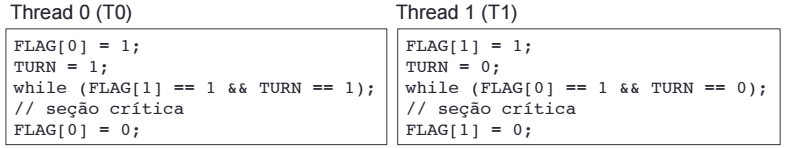 Thread 0 (T0)
FLAG[0] = 1;
TURN = 1;
while (FLAG[1] == 1 && TURN == 1);
// seção crítica
FLAG[0] = 0;
Thread 1 (T1)
FLAG[1] = 1;
TURN = 0;
while (FLAG[0] == 1 && TURN == 0);
// seção crítica
FLAG[1] = 0;